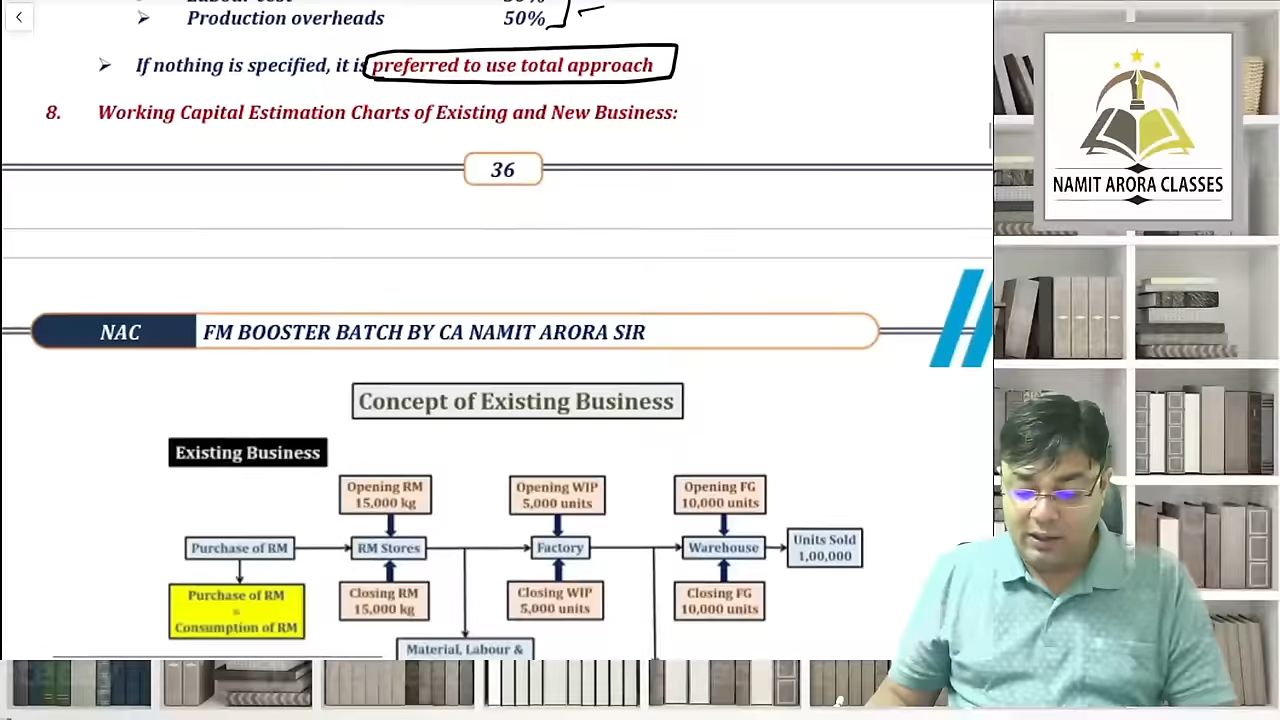 Production overheads 50%
If nothing is specified, it is preferred to use total approach
8. Working Capital Estimation Charts of Existing and New Business:
36
NAC FM BOOSTER BATCH BY CA NAMIT ARORA SIR
Concept of Existing Business
Existing Business
Opening RM
15,000 kg
Opening WIP
5,000 units
Opening FG
10,000 units
Purchase of RM
RM Stores
Factory
Warehouse
Units Sold
1,00,000
Purchase of RM
=
Consumption of RM
Closing RM
15,000 kg
Closing WIP
5,000 units
Closing FG
10,000 units
Material, Labour &
NAMIT ARORA CLASSES